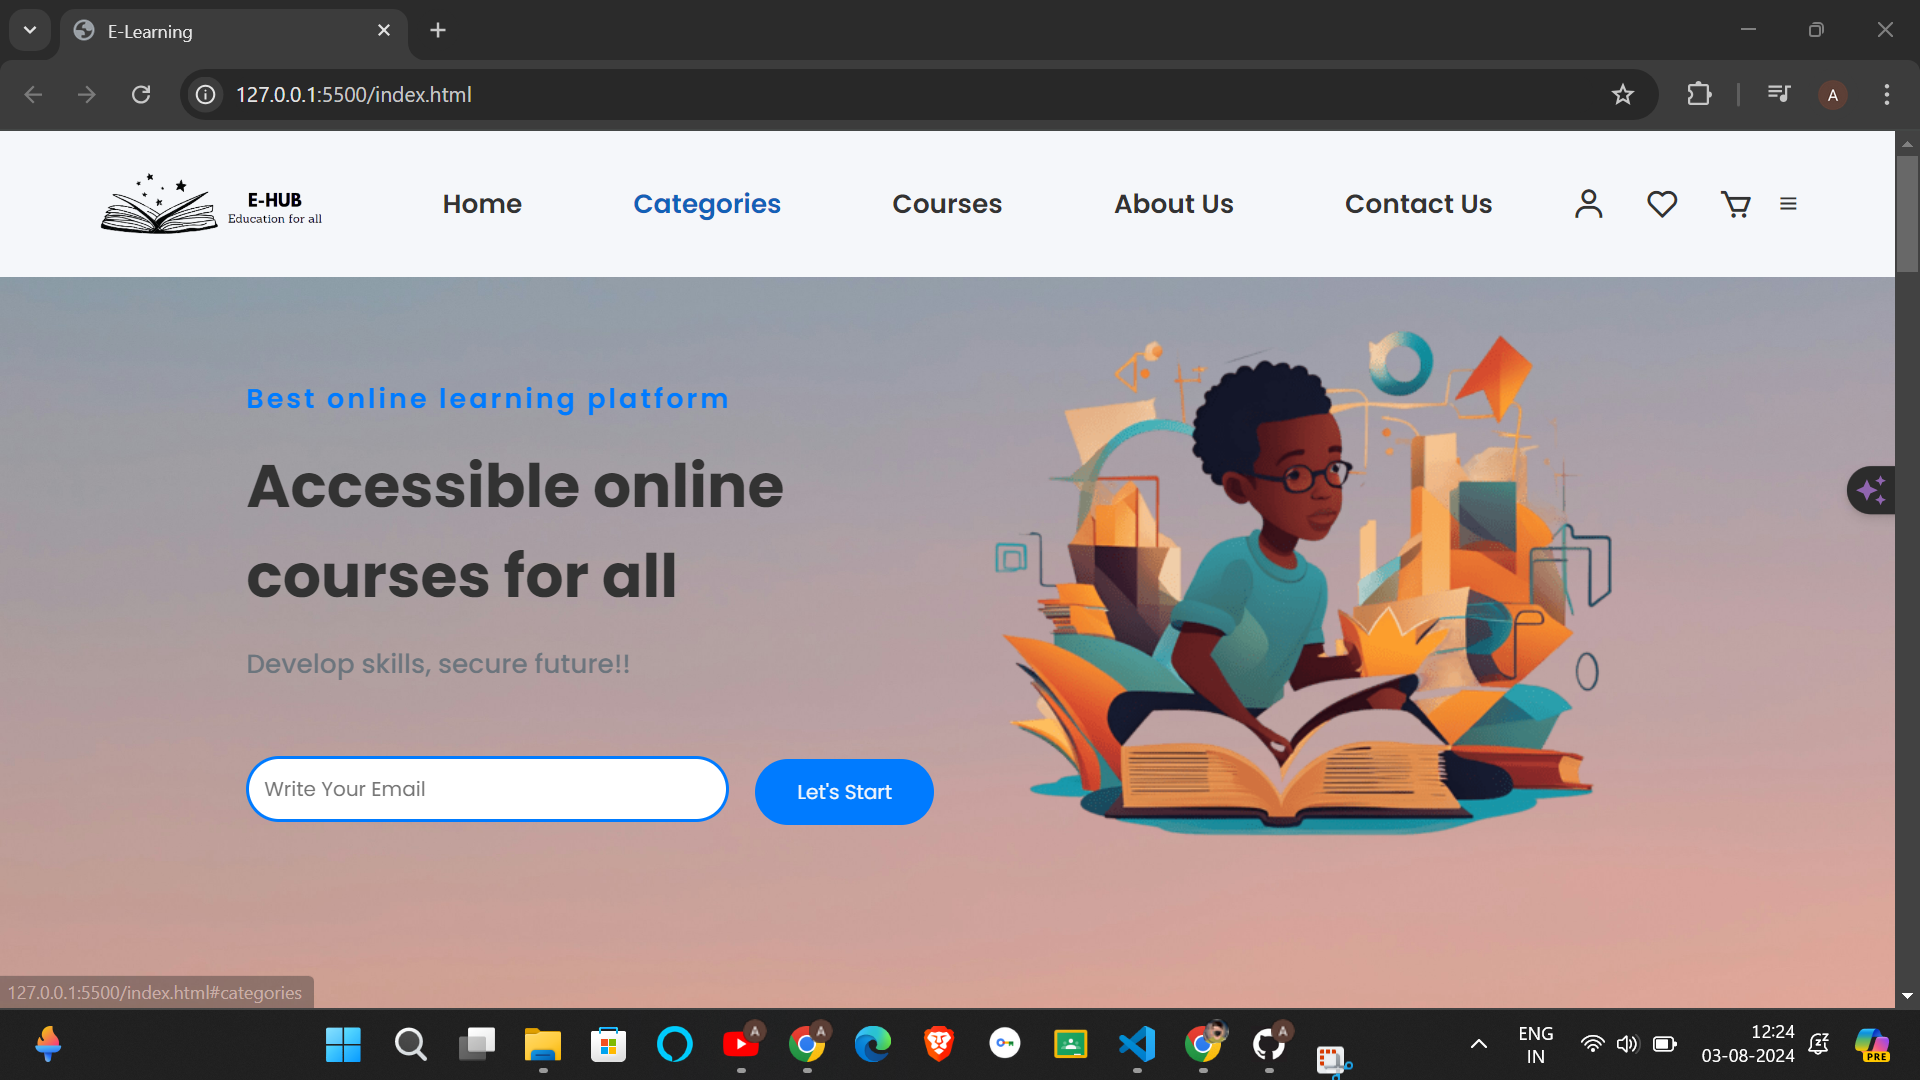 E-Learning
127.0.0.1:5500/index.html
A
E-HUB
Education for all
Home
Categories
Courses
About Us
Contact Us
Best online learning platform
Accessible online
courses for all
Develop skills, secure future!!
Write Your Email
Let's Start
127.0.0.1:5500/index.html#categories
A
A
A
ENG
IN
12:24
03-08-2024
PRE